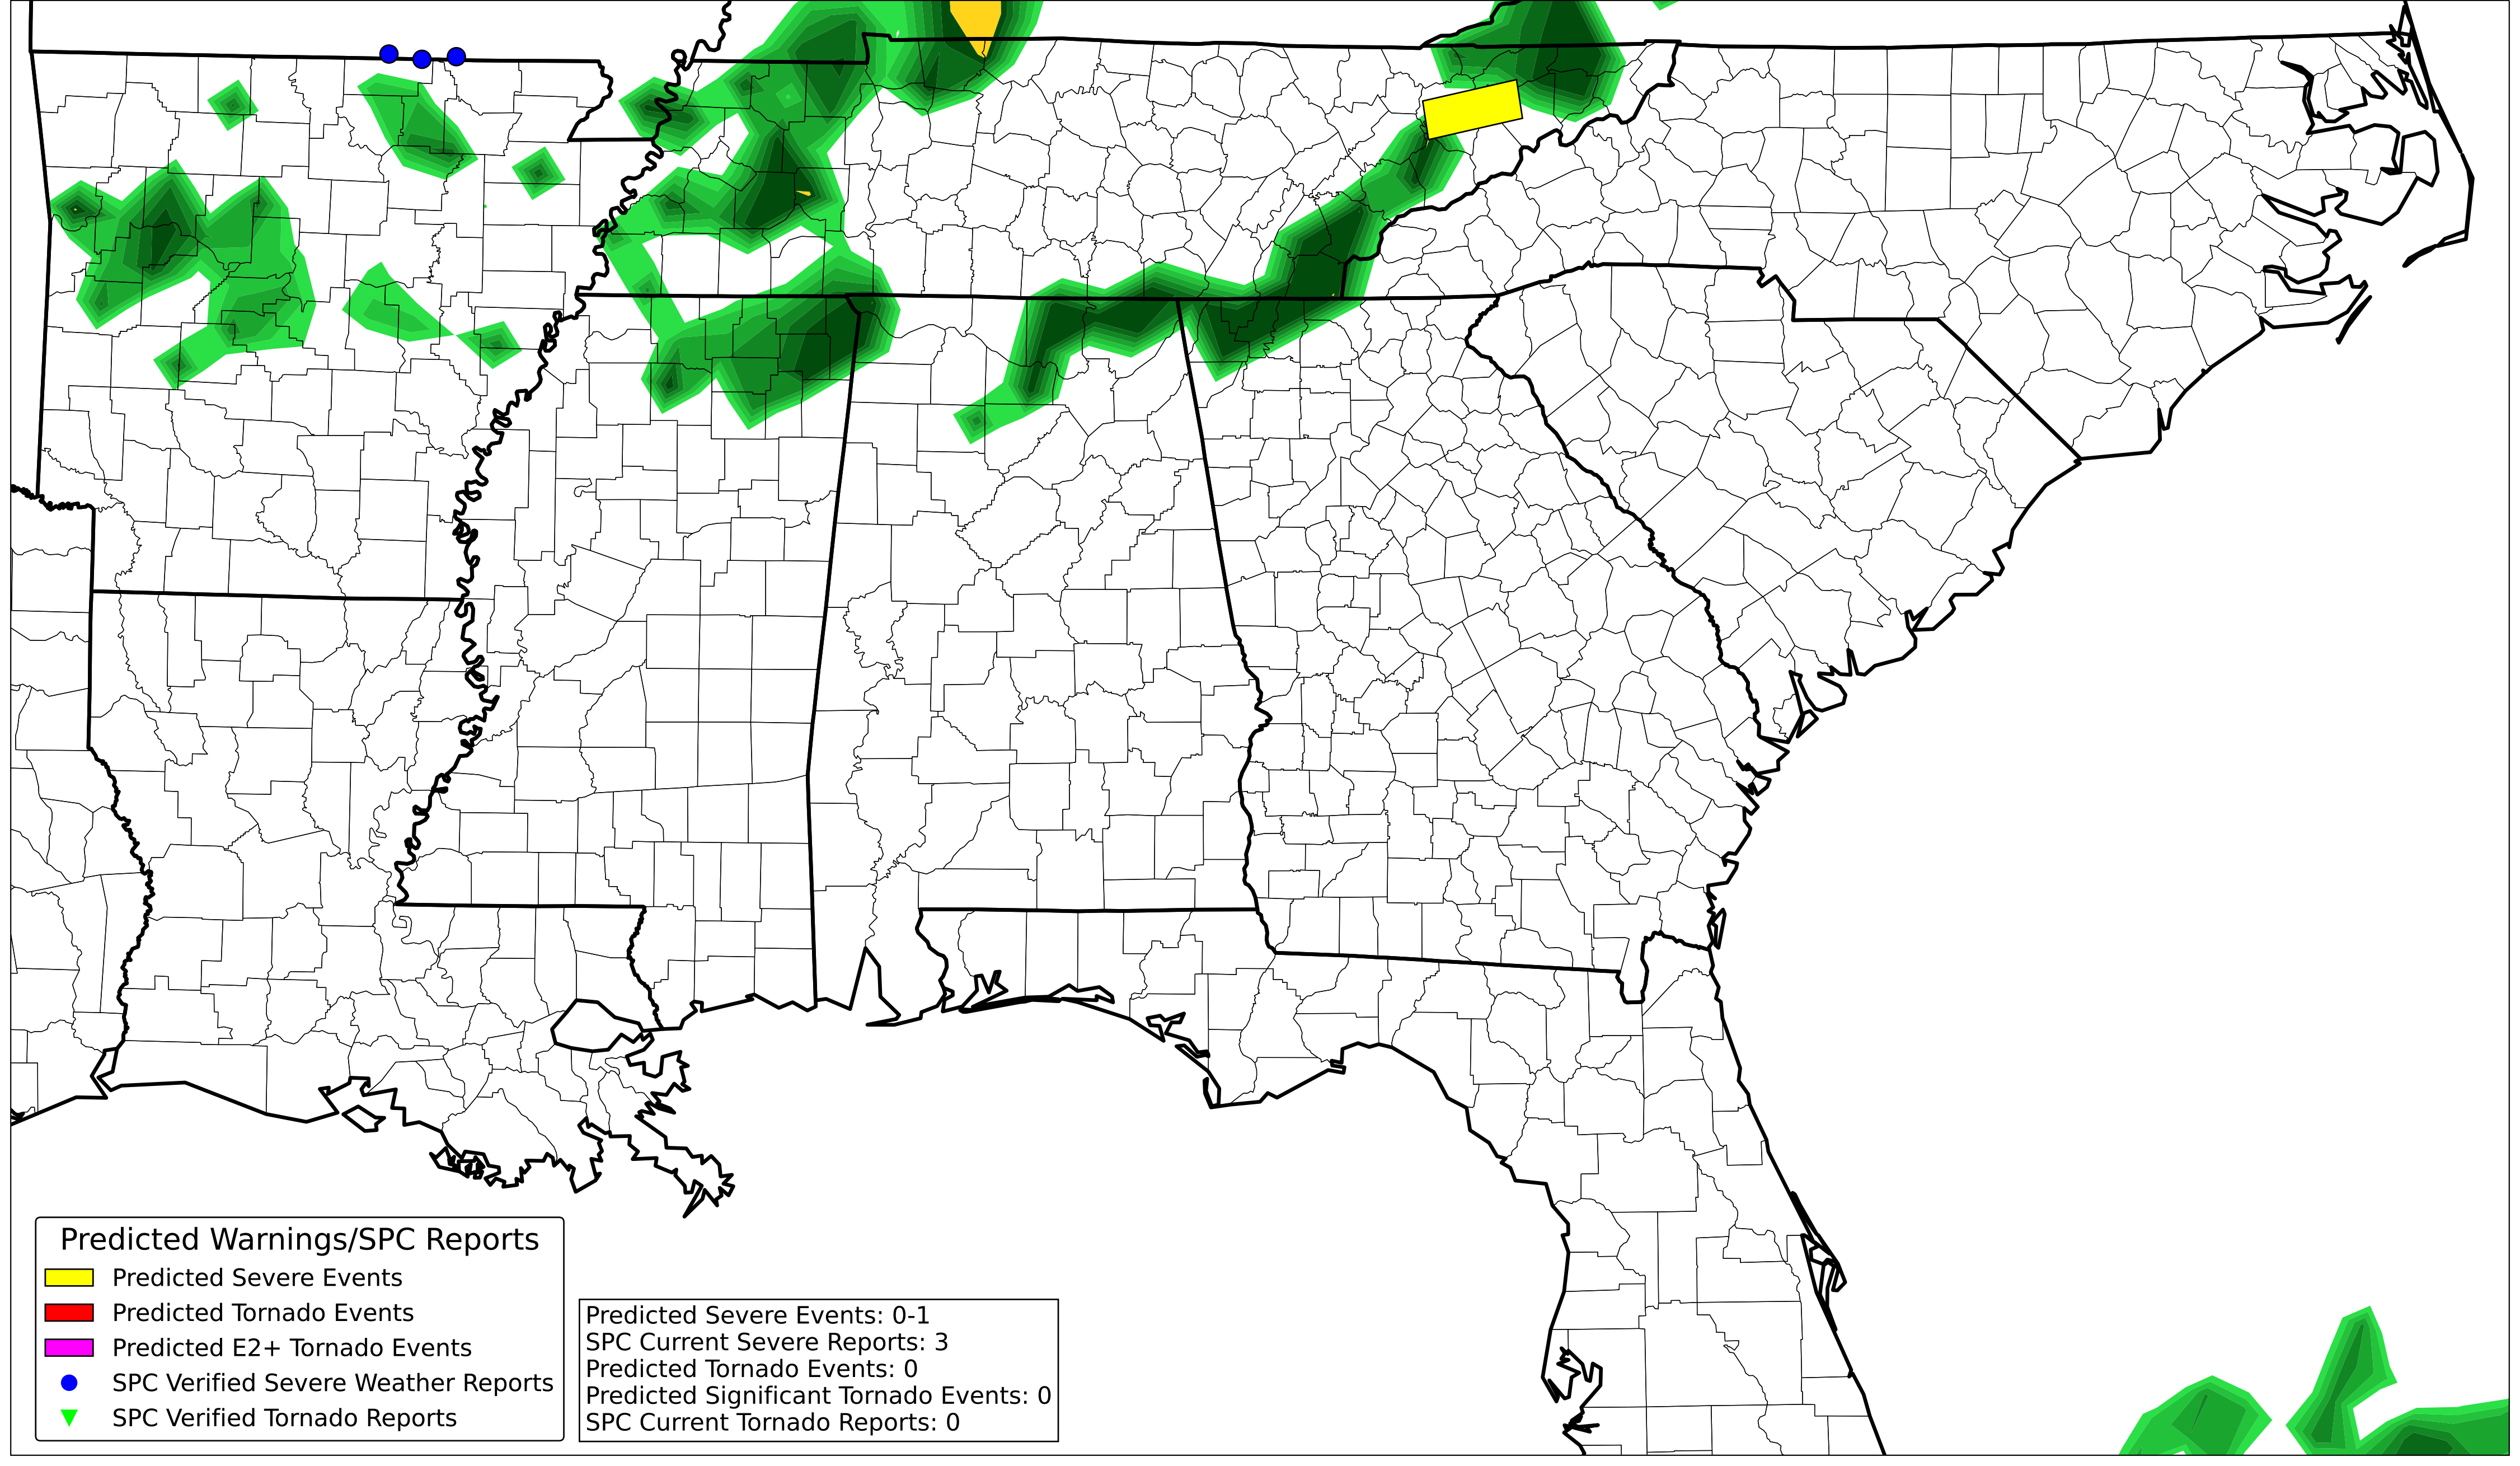 Predicted Warnings/SPC Reports
Predicted Severe Events
Predicted Tornado Events
Predicted E2+ Tornado Events
SPC Verified Severe Weather Reports
SPC Verified Tornado Reports
Predicted Severe Events: 0-1
SPC Current Severe Reports: 3
Predicted Tornado Events: 0
Predicted Significant Tornado Events: 0
SPC Current Tornado Reports: 0